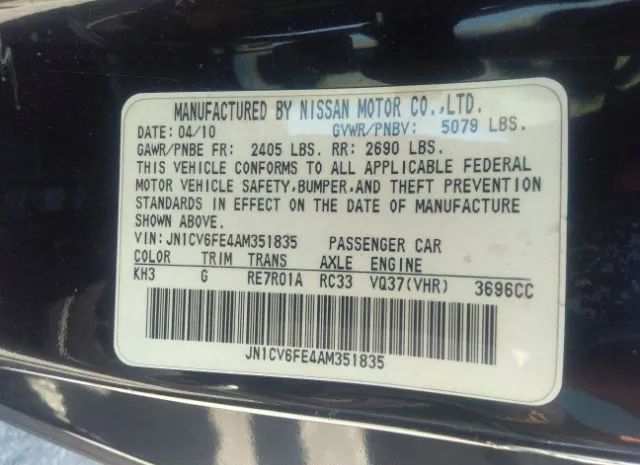 MANUFACTURED BY NISSAN MOTOR CO.,LTD.
DATE: 04/10 GVWR/PNBV: 5079 LBS.
GAWR/PNBE FR: 2405 LBS. RR: 2690 LBS.
THIS VEHICLE CONFORMS TO ALL APPLICABLE FEDERAL
MOTOR VEHICLE SAFETY,BUMPER,AND THEFT PREVENTION
STANDARDS IN EFFECT ON THE DATE OF MANUFACTURE
SHOWN ABOVE.
VIN:JN1CV6FE4AM351835 PASSENGER CAR
COLOR TRIM TRANS AXLE ENGINE
KH3 G RE7R01A RC33 VQ37(VHR) 3696CC
JN1CV6FE4AM351835